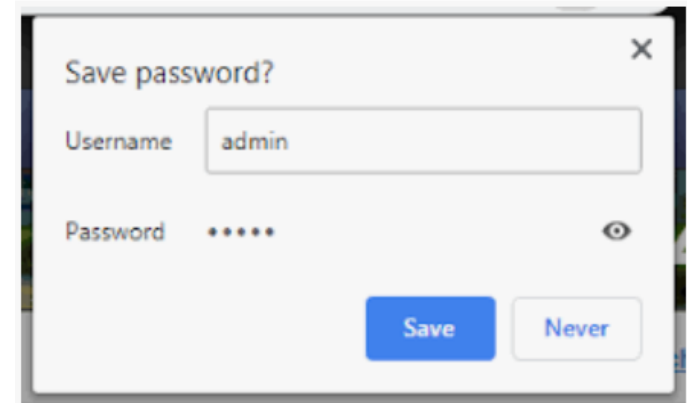 Save password?
Username admin
Password •••••
Save Never